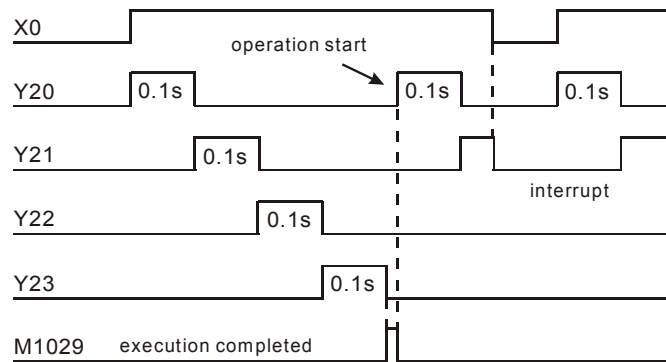 X0
operation start
Y20 0.1s 0.1s 0.1s
Y21 0.1s
interrupt
Y22 0.1s
Y23 0.1s
M1029 execution completed